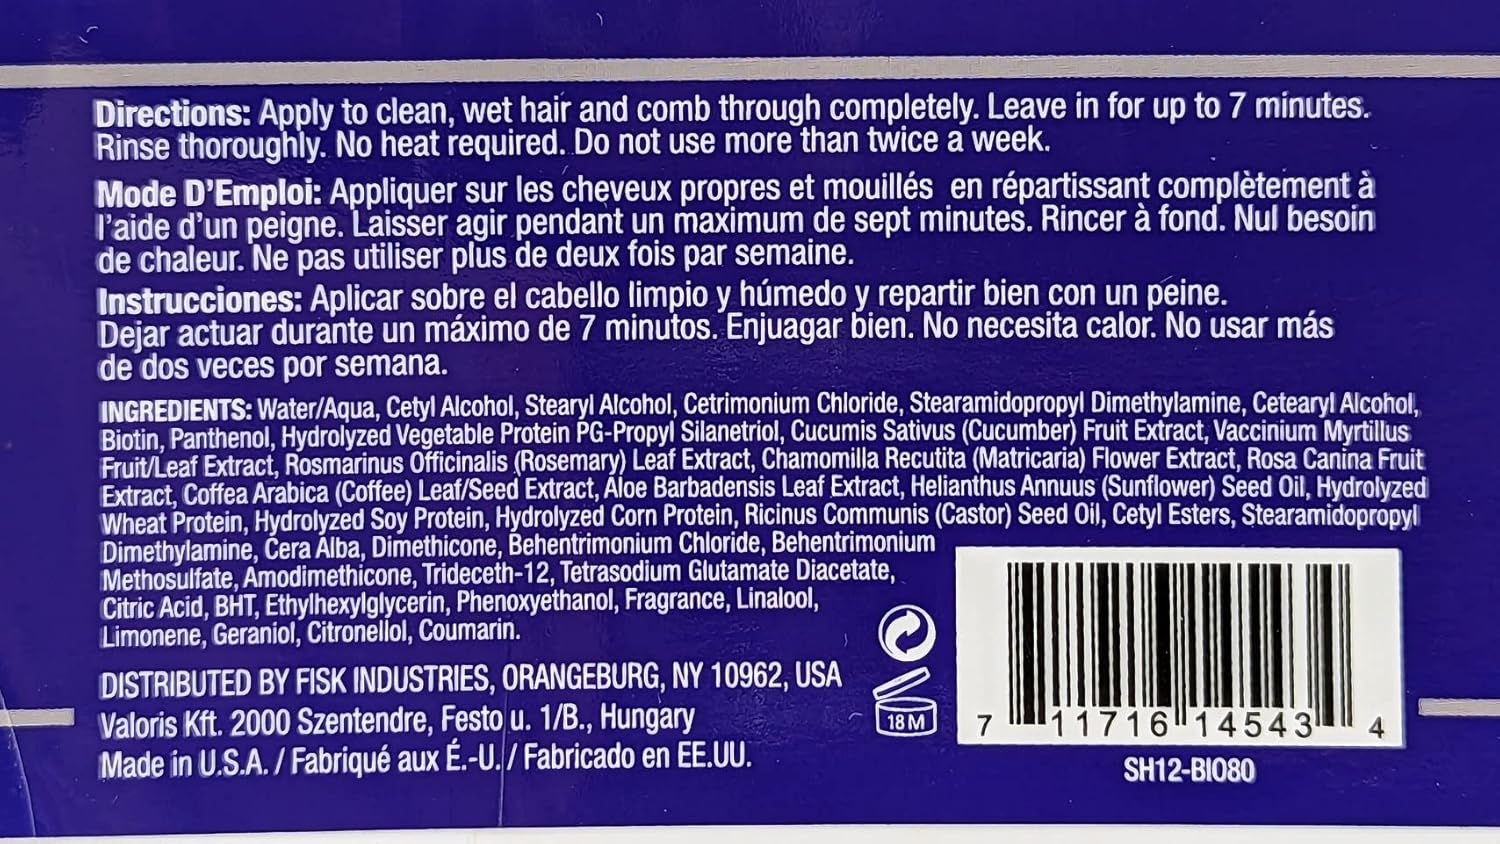 Directions: Apply to clean, wet hair and comb through completely. Leave in for up to 7 minutes.
Rinse thoroughly. No heat required. Do not use more than twice a week.
Mode D'Emploi: Appliquer sur les cheveux propres et mouillés en répartissant complètement à
l'aide d'un peigne. Laisser agir pendant un maximum de sept minutes. Rincer à fond. Nul besoin
de chaleur. Ne pas utiliser plus de deux fois par semaine.
Instrucciones: Aplicar sobre el cabello limpio y húmedo y repartir bien con un peine.
Dejar actuar durante un máximo de 7 minutos. Enjuagar bien. No necesita calor. No usar más
de dos veces por semana.
INGREDIENTS: Water/Aqua, Cetyl Alcohol, Stearyl Alcohol, Cetrimonium Chloride, Stearamidopropyl Dimethylamine, Cetearyl Alcohol,
Biotin, Panthenol, Hydrolyzed Vegetable Protein PG-Propyl Silanetriol, Cucumis Sativus (Cucumber) Fruit Extract, Vaccinium Myrtillus
Fruit/Leaf Extract, Rosmarinus Officinalis (Rosemary) Leaf Extract, Chamomilla Recutita (Matricaria) Flower Extract, Rosa Canina Fruit
Extract, Coffea Arabica (Coffee) Leaf/Seed Extract, Aloe Barbadensis Leaf Extract, Helianthus Annuus (Sunflower) Seed Oil, Hydrolyzed
Wheat Protein, Hydrolyzed Soy Protein, Hydrolyzed Corn Protein, Ricinus Communis (Castor) Seed Oil, Cetyl Esters, Stearamidopropyl
Dimethylamine, Cera Alba, Dimethicone, Behentrimonium Chloride, Behentrimonium
Methosulfate, Amodimethicone, Trideceth-12, Tetrasodium Glutamate Diacetate,
Citric Acid, BHT, Ethylhexylglycerin, Phenoxyethanol, Fragrance, Linalool,
Limonene, Geraniol, Citronellol, Coumarin.
DISTRIBUTED BY FISK INDUSTRIES, ORANGEBURG, NY 10962, USA
Valoris Kft. 2000 Szentendre, Festo u. 1/B., Hungary
Made in U.S.A. / Fabriqué aux É.-U. / Fabricado en EE.UU.
18M
7 11716 14543 4
SH12-BIO80